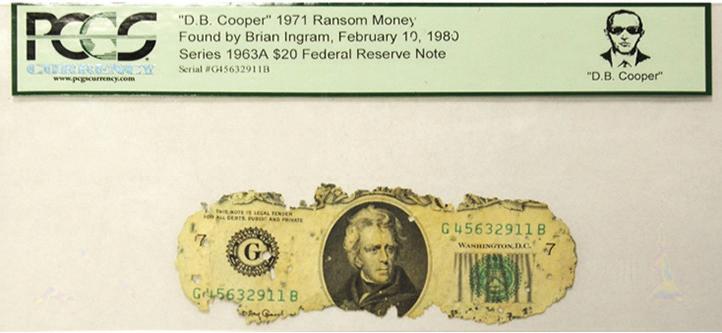 PCGS
CURRENCY
www.pcgscurrency.com
"D.B. Cooper" 1971 Ransom Money
Found by Brian Ingram, February 10, 1980
Series 1963A $20 Federal Reserve Note
Serial #G45632911B
"D.B. Cooper"
THIS NOTE IS LEGAL TENDER
FOR ALL DEBTS, PUBLIC AND PRIVATE
7
G
G45632911B
G45632911B
WASHINGTON, D.C.
7